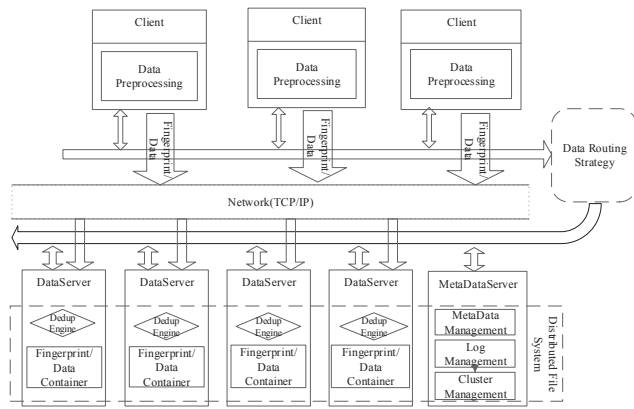 Client
Client
Client
Data
Preprocessing
Data
Preprocessing
Data
Preprocessing
Fingerprint/
Data
Fingerprint/
Data
Fingerprint/
Data
Data Routing
Strategy
Network(TCP/IP)
DataServer
DataServer
DataServer
DataServer
MetaDataServer
Dedup
Engine
Dedup
Engine
Dedup
Engine
Dedup
Engine
MetaData
Management
Fingerprint/
Data
Container
Fingerprint/
Data
Container
Fingerprint/
Data
Container
Fingerprint/
Data
Container
Log
Management
Cluster
Management
Distributed File
System